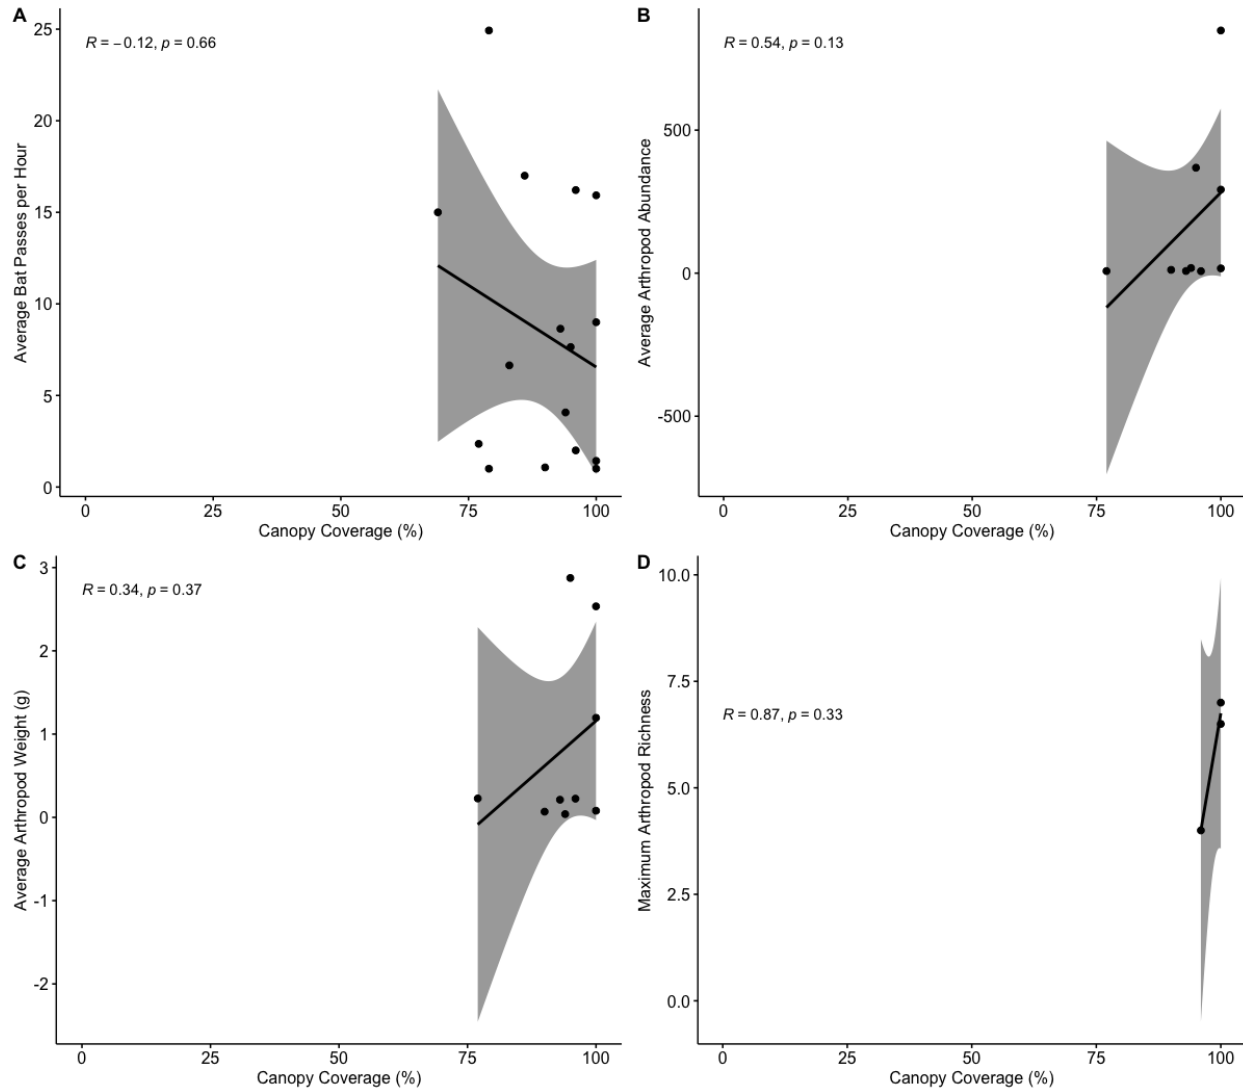 A
R = −0.12, p = 0.66
25
20
15
10
5
0
Average Bat Passes per Hour
0 25 50 75 100
Canopy Coverage (%)
B
R = 0.54, p = 0.13
500
0
-500
Average Arthropod Abundance
0 25 50 75 100
Canopy Coverage (%)
C
R = 0.34, p = 0.37
3
2
1
0
-1
-2
Average Arthropod Weight (g)
0 25 50 75 100
Canopy Coverage (%)
D
R = 0.87, p = 0.33
10.0
7.5
5.0
2.5
0.0
Maximum Arthropod Richness
0 25 50 75 100
Canopy Coverage (%)